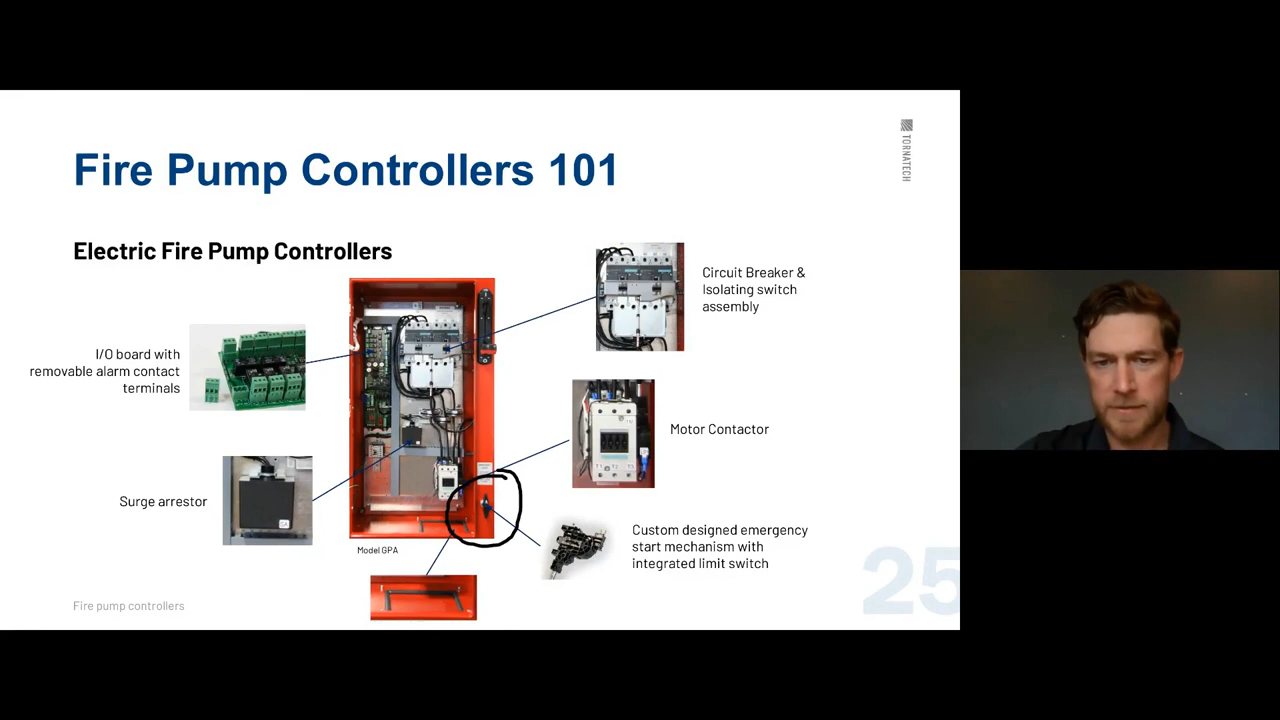 Fire Pump Controllers 101
TORNATECH
Electric Fire Pump Controllers
Circuit Breaker &
Isolating switch
assembly
I/O board with
removable alarm contact
terminals
Motor Contactor
Surge arrestor
Custom designed emergency
start mechanism with
integrated limit switch
Model GPA
Fire pump controllers
25